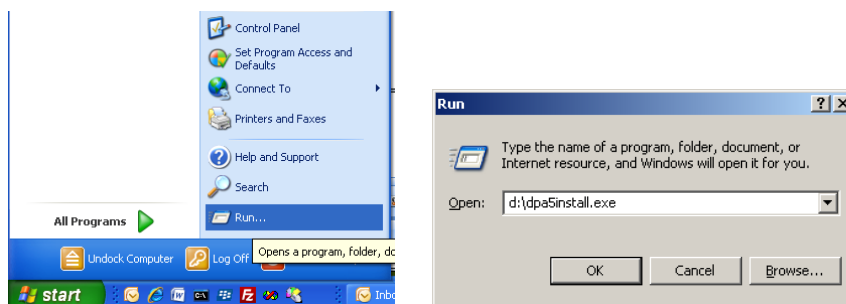 Control Panel
Set Program Access and
Defaults
Connect To
Printers and Faxes
Help and Support
Search
Run...
All Programs
Undock Computer
Log Off
Opens a program, folder, do
start
Inbo
Run
Type the name of a program, folder, document, or
Internet resource, and Windows will open it for you.
Open:
d:\dpa5install.exe
OK
Cancel
Browse...